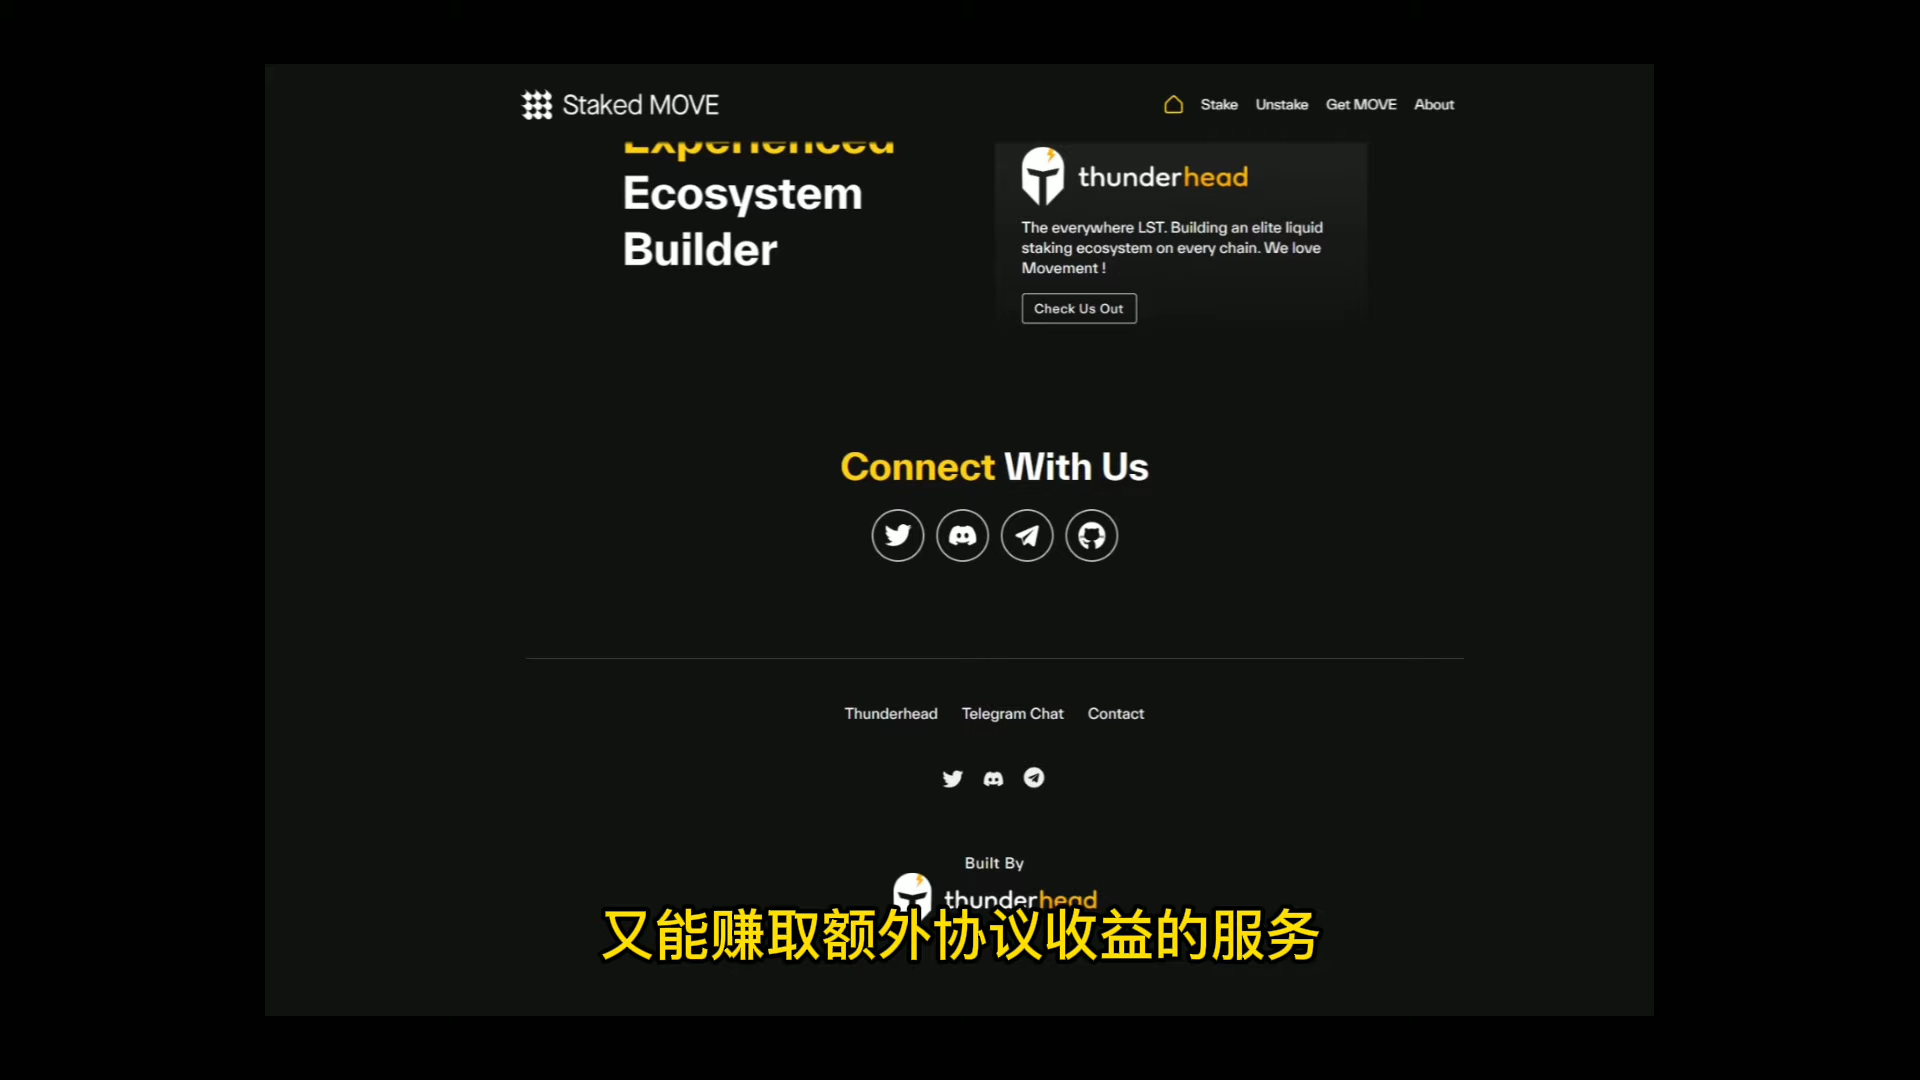 Staked MOVE
Stake Unstake Get MOVE About
Experienced
Ecosystem
Builder
thunderhead
The everywhere LST. Building an elite liquid
staking ecosystem on every chain. We love
Movement !
Check Us Out
Connect With Us
Thunderhead Telegram Chat Contact
Built By
thunderhead
又能赚取额外协议收益的服务